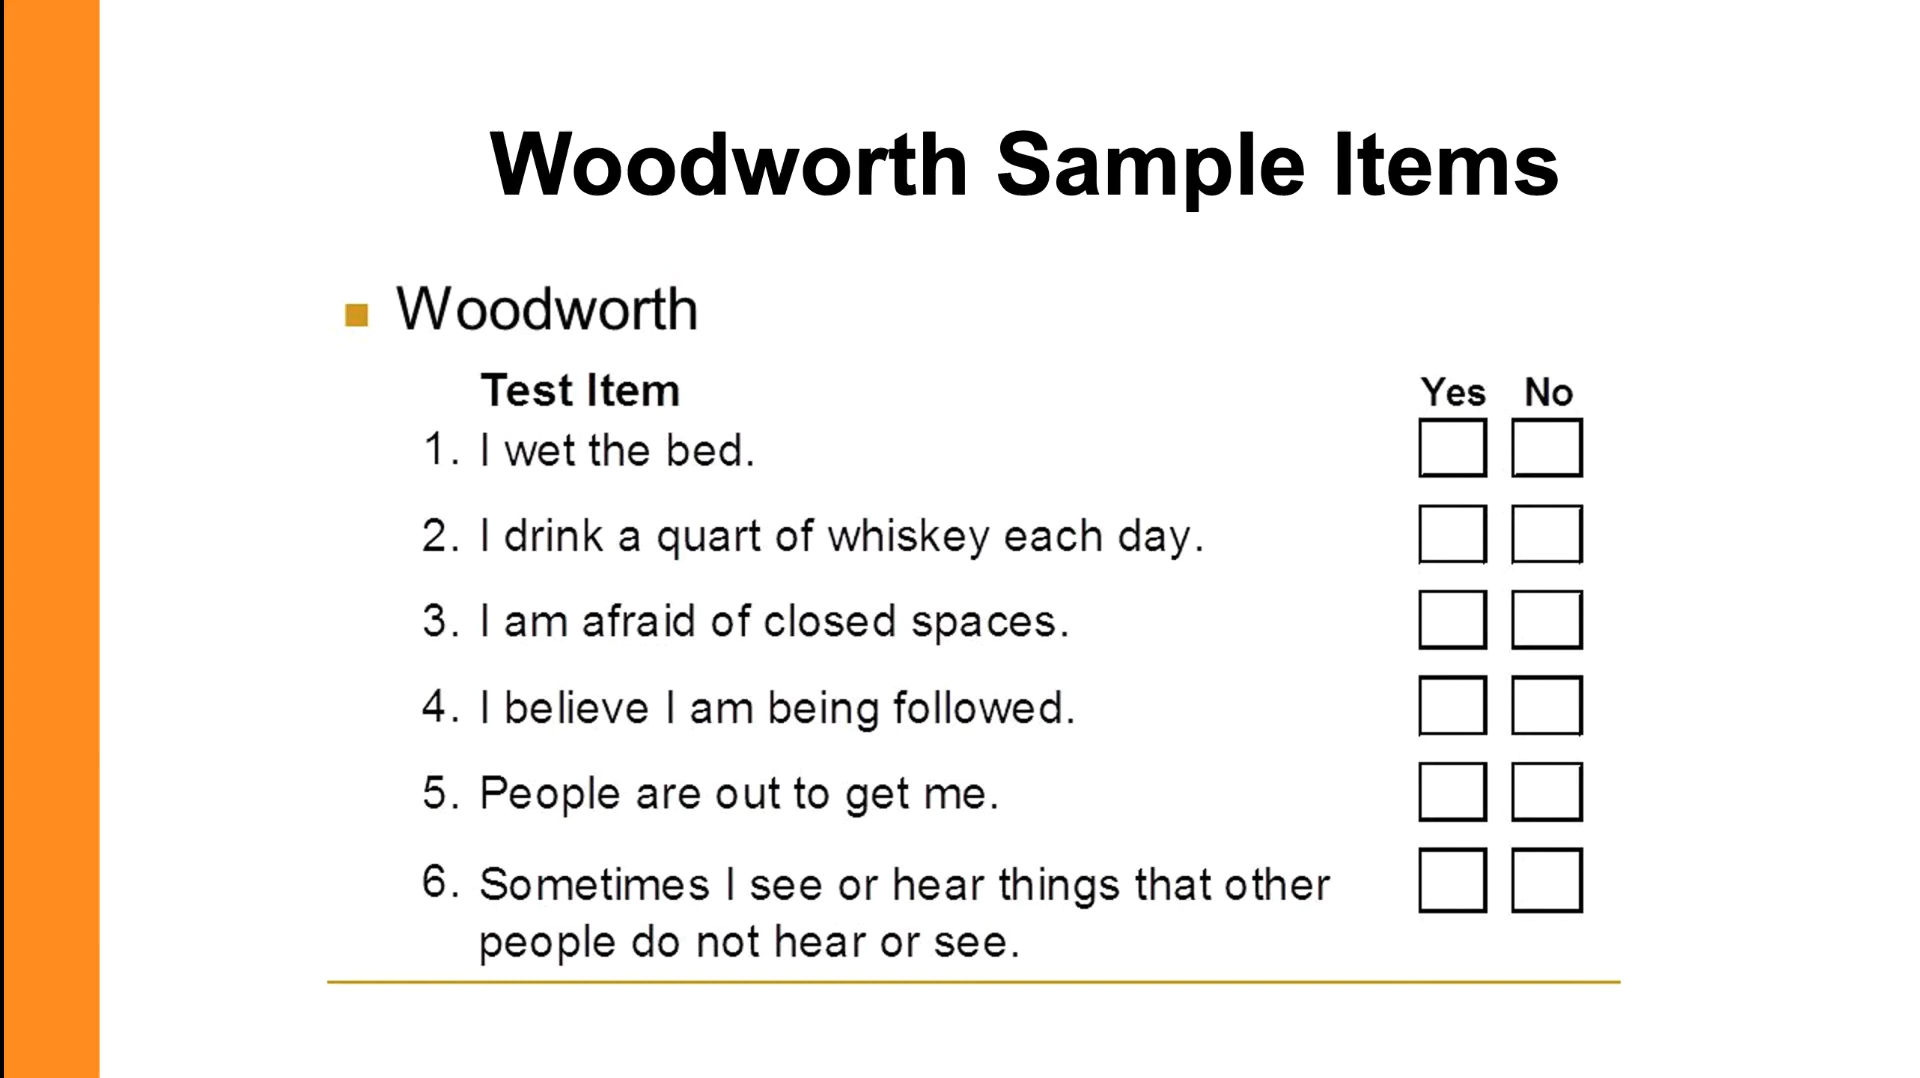 Woodworth Sample Items
Woodworth
Test Item Yes No
1. I wet the bed.
2. I drink a quart of whiskey each day.
3. I am afraid of closed spaces.
4. I believe I am being followed.
5. People are out to get me.
6. Sometimes I see or hear things that other
people do not hear or see.